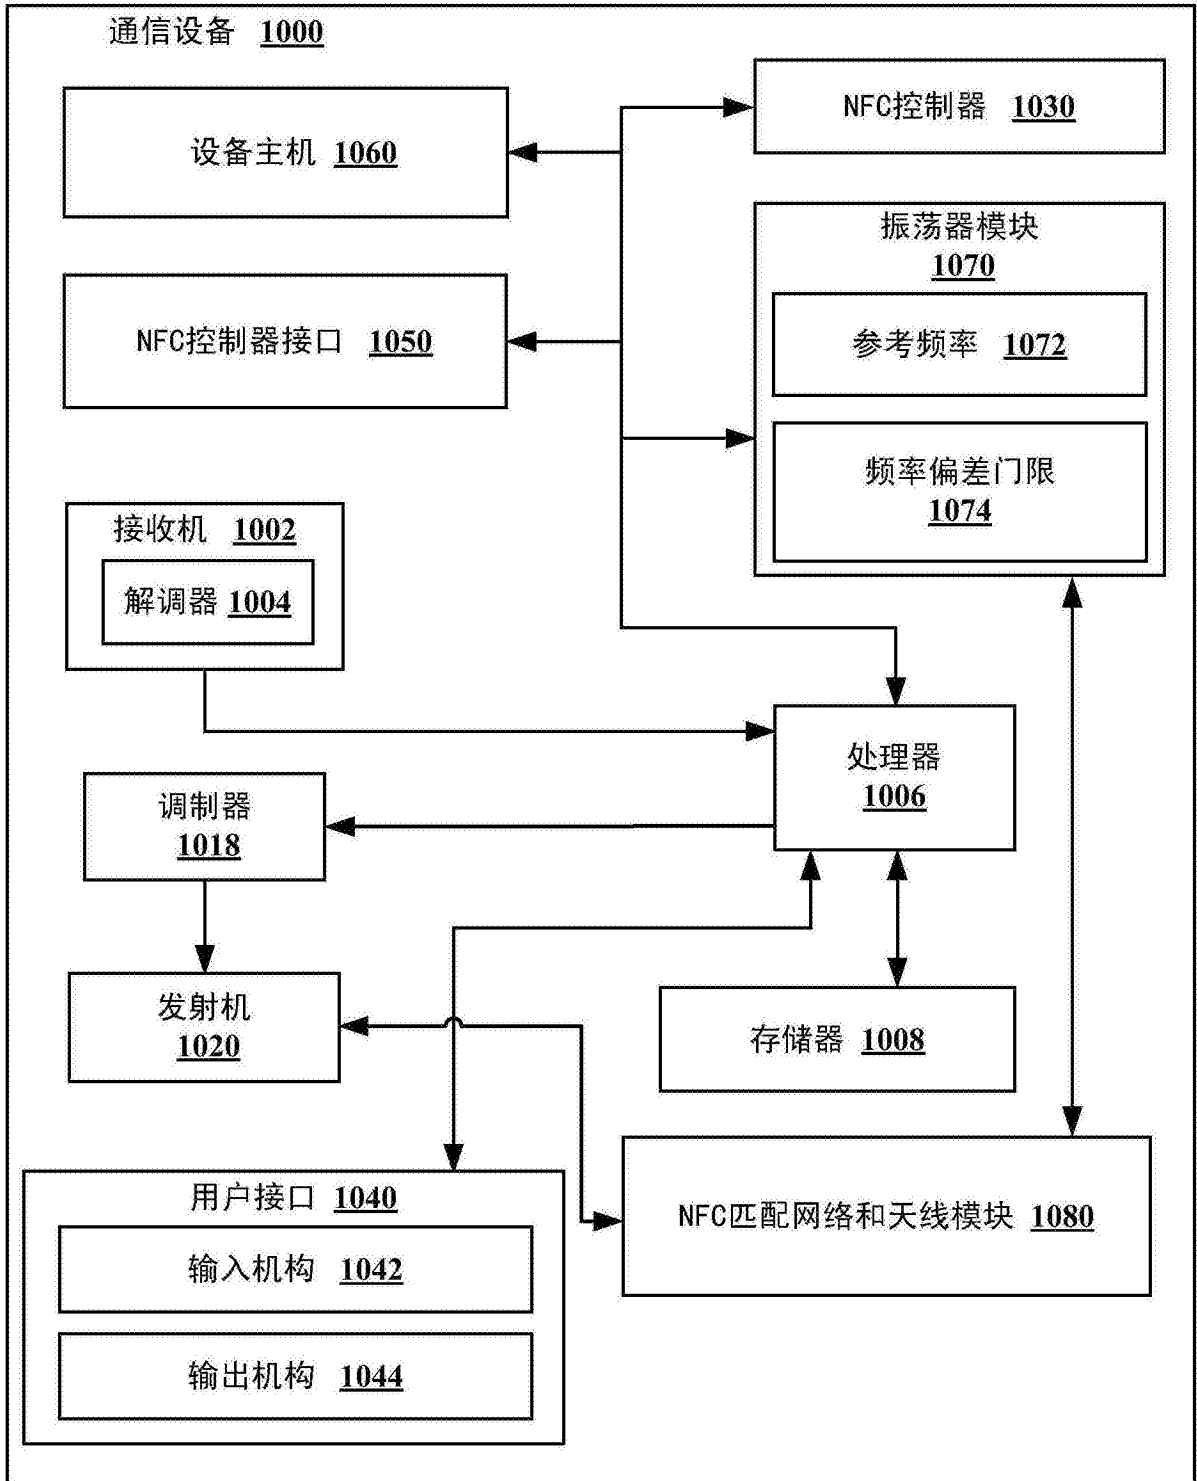 通信设备 1000
设备主机 1060
NFC控制器 1030
振荡器模块
1070
参考频率 1072
频率偏差门限
1074
NFC控制器接口 1050
接收机 1002
解调器 1004
处理器
1006
调制器
1018
发射机
1020
存储器 1008
用户接口 1040
输入机构 1042
输出机构 1044
NFC匹配网络和天线模块 1080